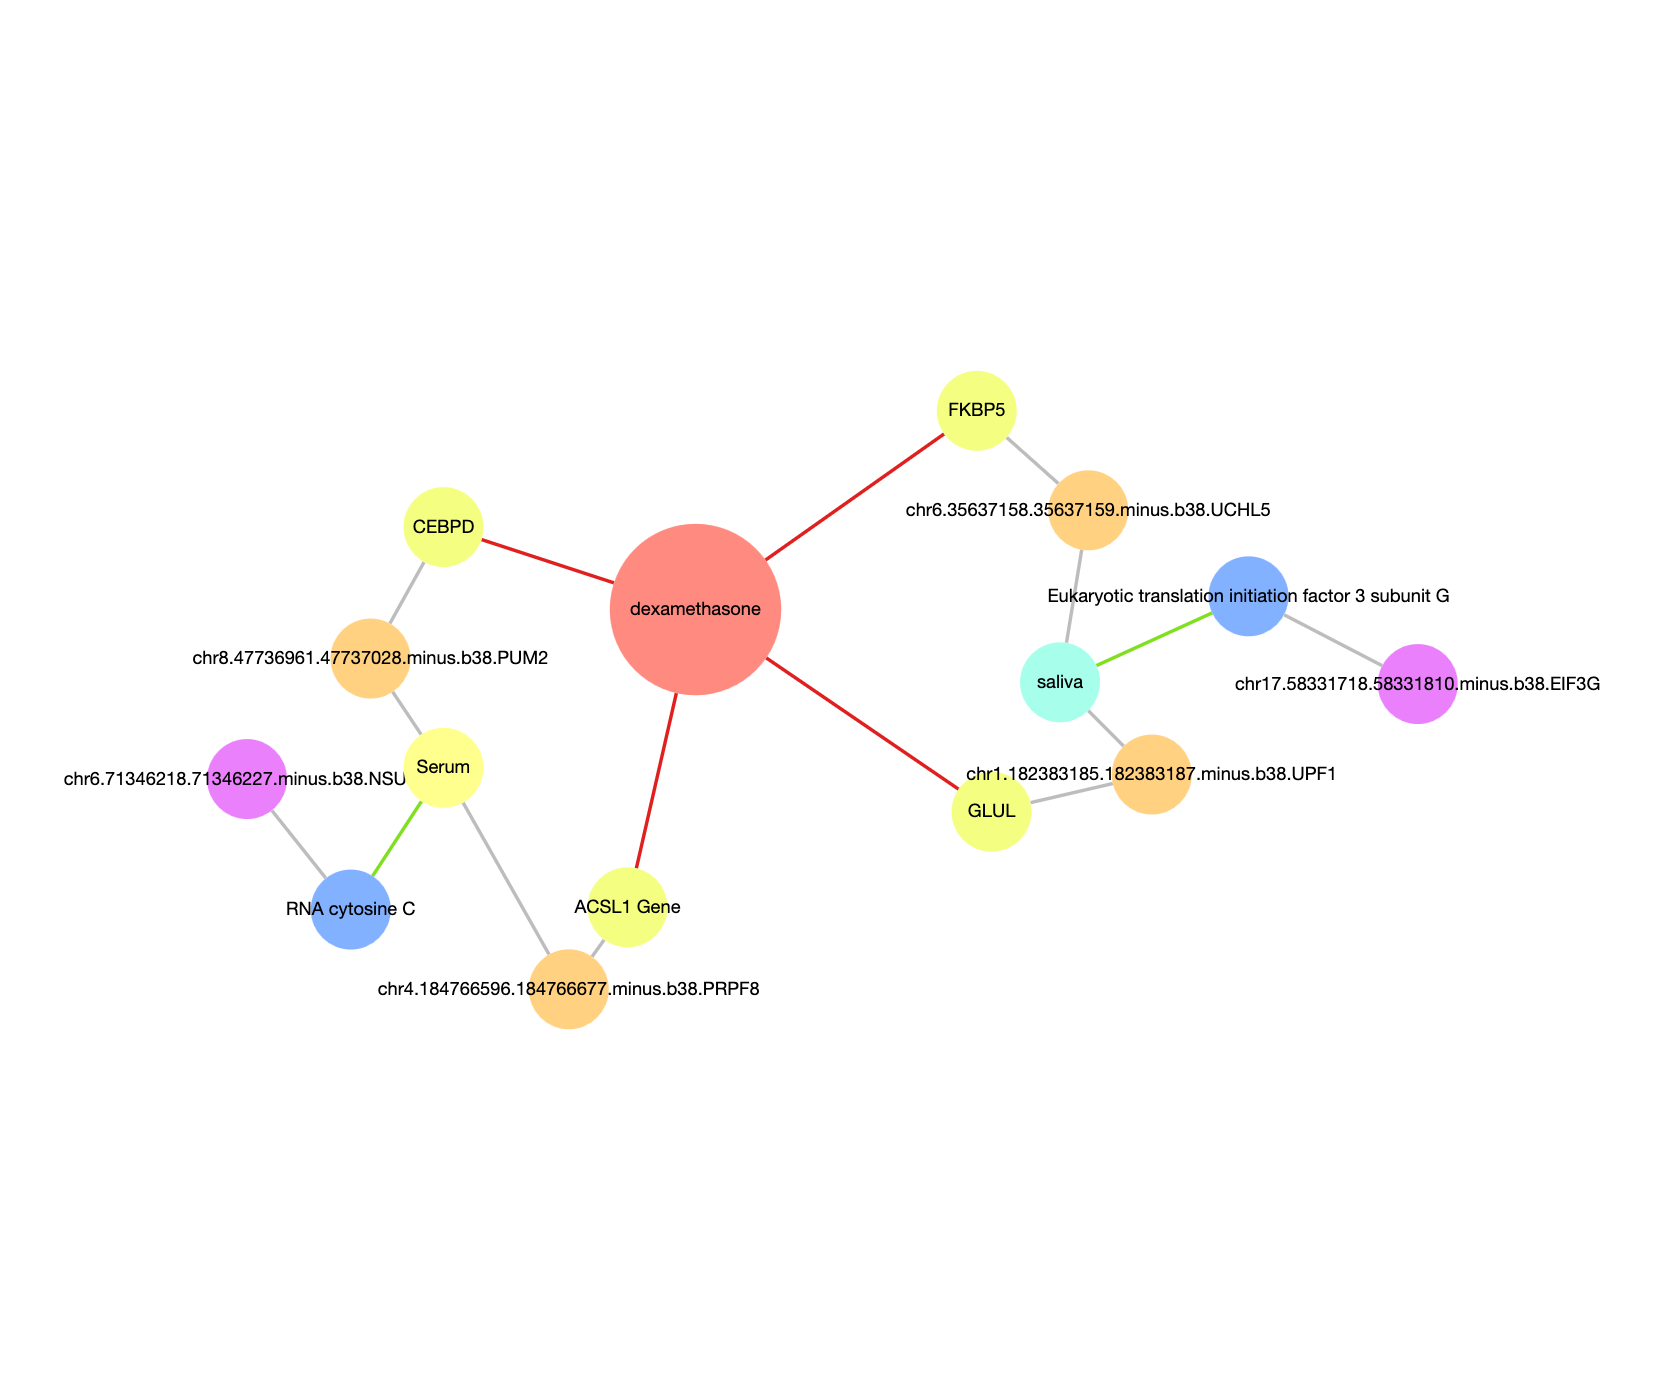 FKBP5
chr6.35637158.35637159.minus.b38.UCHL5
CEBPD
Eukaryotic translation initiation factor 3 subunit G
dexamethasone
chr8.47736961.47737028.minus.b38.PUM2
saliva
chr17.58331718.58331810.minus.b38.EIF3G
Serum
chr6.71346218.71346227.minus.b38.NSU
chr1.182383185.182383187.minus.b38.UPF1
GLUL
RNA cytosine C
ACSL1 Gene
chr4.184766596.184766677.minus.b38.PRPF8